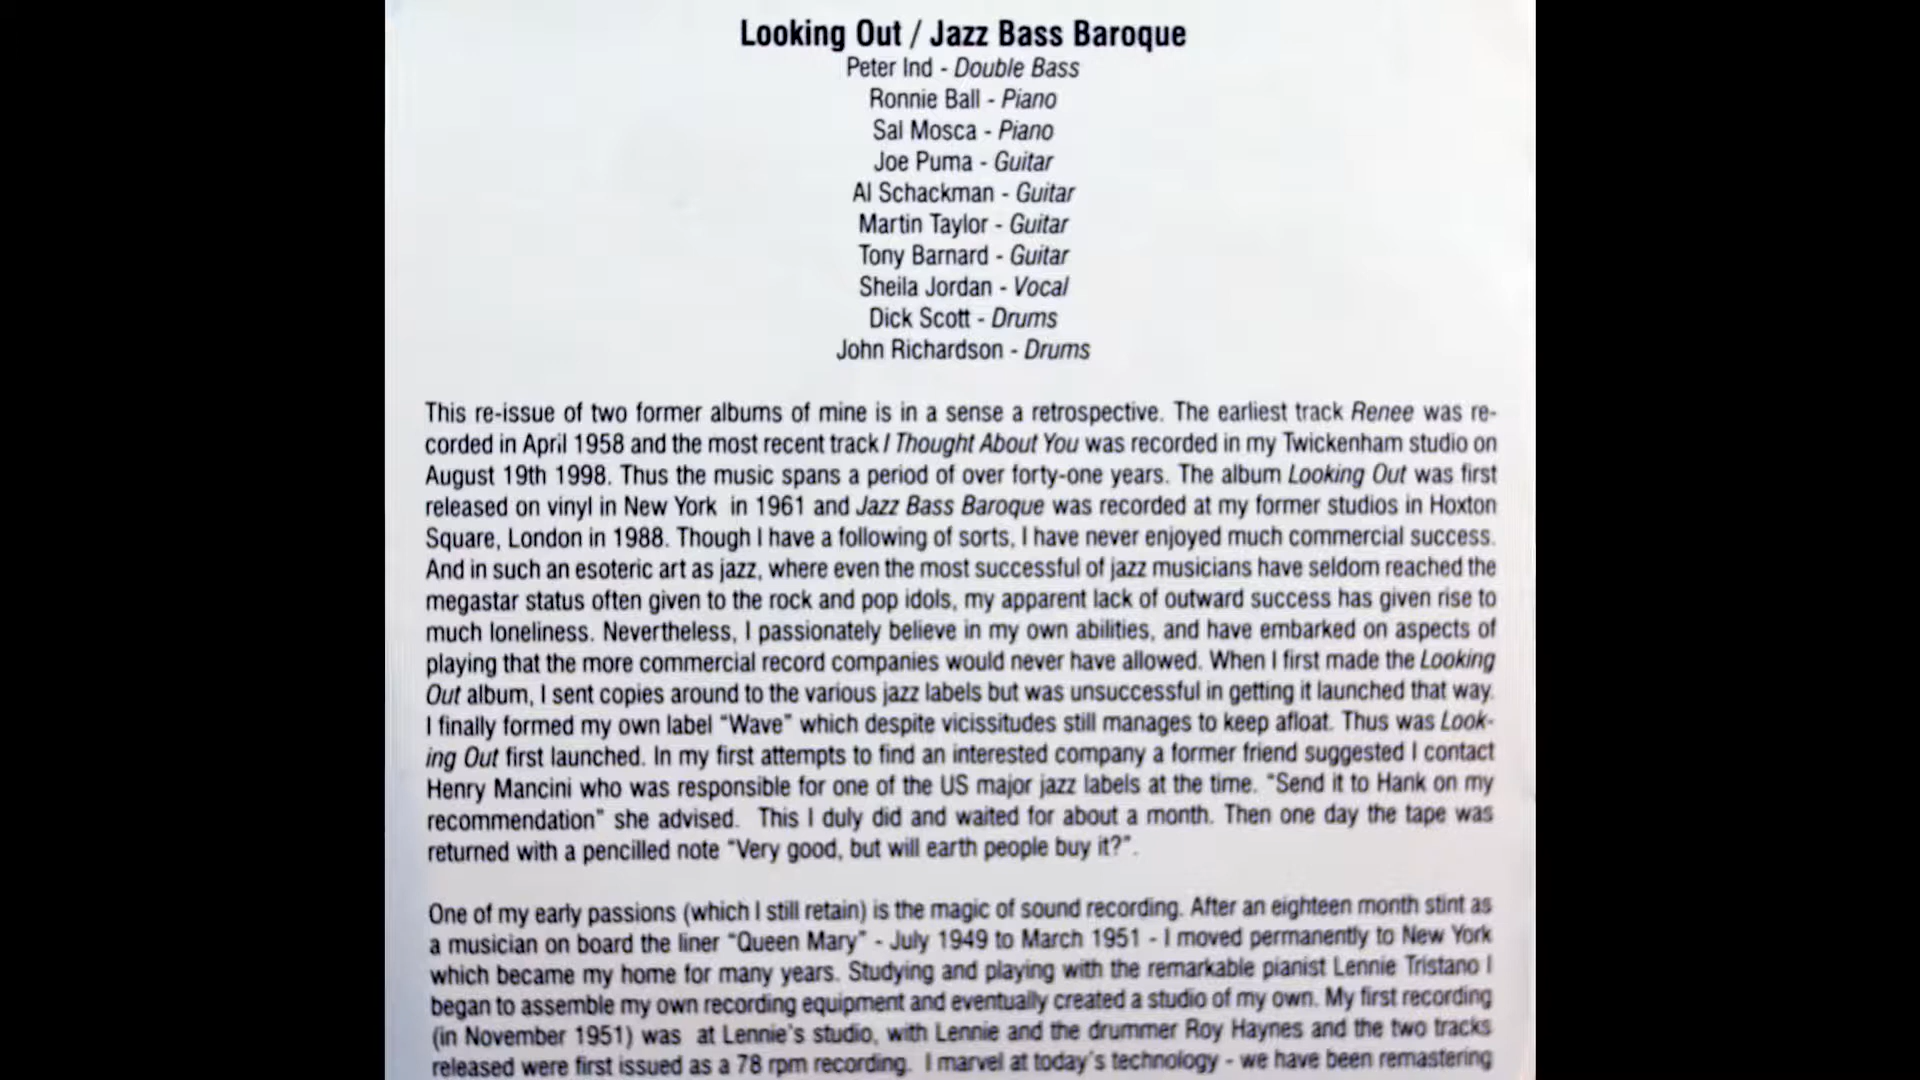 Looking Out / Jazz Bass Baroque
Peter Ind - Double Bass
Ronnie Ball - Piano
Sal Mosca - Piano
Joe Puma - Guitar
Al Schackman - Guitar
Martin Taylor - Guitar
Tony Barnard - Guitar
Sheila Jordan - Vocal
Dick Scott - Drums
John Richardson - Drums
This re-issue of two former albums of mine is in a sense a retrospective. The earliest track Renee was re-
corded in April 1958 and the most recent track I Thought About You was recorded in my Twickenham studio on
August 19th 1998. Thus the music spans a period of over forty-one years. The album Looking Out was first
released on vinyl in New York in 1961 and Jazz Bass Baroque was recorded at my former studios in Hoxton
Square, London in 1988. Though I have a following of sorts, I have never enjoyed much commercial success.
And in such an esoteric art as jazz, where even the most successful of jazz musicians have seldom reached the
megastar status often given to the rock and pop idols, my apparent lack of outward success has given rise to
much loneliness. Nevertheless, I passionately believe in my own abilities, and have embarked on aspects of
playing that the more commercial record companies would never have allowed. When I first made the Looking
Out album, I sent copies around to the various jazz labels but was unsuccessful in getting it launched that way.
I finally formed my own label “Wave” which despite vicissitudes still manages to keep afloat. Thus was Look-
ing Out first launched. In my first attempts to find an interested company a former friend suggested I contact
Henry Mancini who was responsible for one of the US major jazz labels at the time. “Send it to Hank on my
recommendation” she advised. This I duly did and waited for about a month. Then one day the tape was
returned with a pencilled note “Very good, but will earth people buy it?”.
One of my early passions (which I still retain) is the magic of sound recording. After an eighteen month stint as
a musician on board the liner “Queen Mary” - July 1949 to March 1951 - I moved permanently to New York
which became my home for many years. Studying and playing with the remarkable pianist Lennie Tristano I
began to assemble my own recording equipment and eventually created a studio of my own. My first recording
(in November 1951) was at Lennie's studio, with Lennie and the drummer Roy Haynes and the two tracks
released were first issued as a 78 rpm recording. I marvel at today's technology - we have been remastering